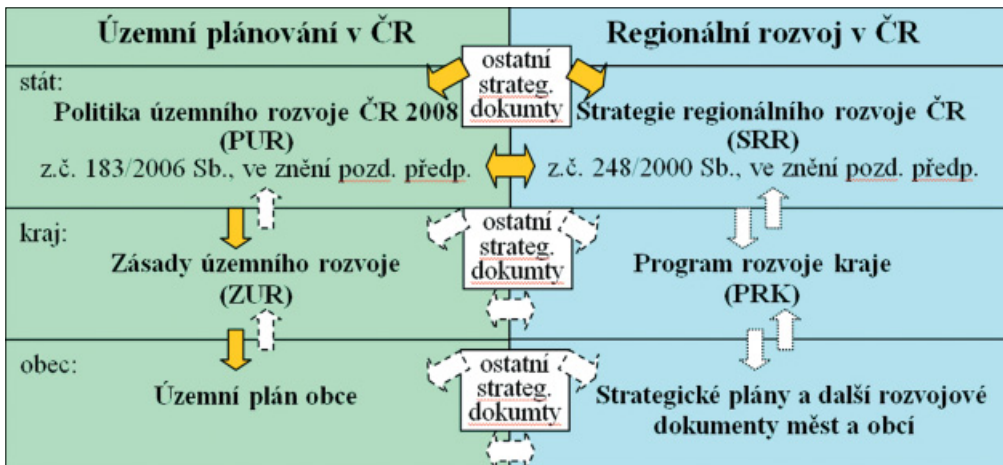 Územní plánování v ČR
Regionální rozvoj v ČR
ostatní
strateg.
dokumty
stát:
Politika územního rozvoje ČR 2008
(PUR)
z.č. 183/2006 Sb., ve znění pozd. předp.
Strategie regionálního rozvoje ČR
(SRR)
z.č. 248/2000 Sb., ve znění pozd. předp.
kraj:
Zásady územního rozvoje
(ZUR)
ostatní
strateg.
dokumty
Program rozvoje kraje
(PRK)
obec:
Územní plán obce
ostatní
strateg.
dokumty
Strategické plány a další rozvojové
dokumenty měst a obcí